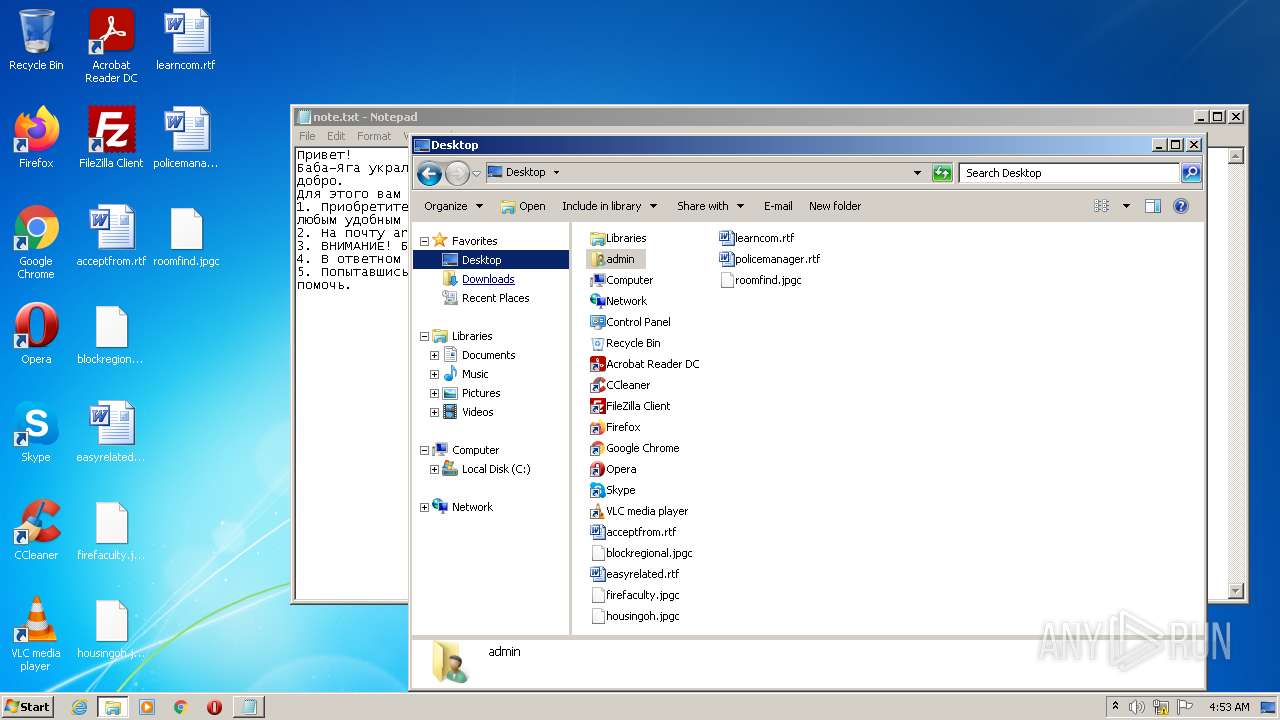 Recycle Bin
Acrobat
Reader DC
learncom.rtf
Firefox
FileZilla Client
policemana...
Google
Chrome
acceptfrom.rtf
roomfind.jpgc
Opera
blockregion...
Skype
easyrelated...
CCleaner
firefaculty.j...
VLC media
player
housingoh.j...
note.txt - Notepad
File Edit Format
Привет!
Баба-Яга украл
добро.
Для этого вам
1. Приобретите
любым удобным
2. На почту an
3. ВНИМАНИЕ! Б
4. В ответном
5. Попытавшись
помочь.
Desktop
Desktop
Search Desktop
Organize Open Include in library Share with E-mail New folder
Favorites
Desktop
Downloads
Recent Places
Libraries
Documents
Music
Pictures
Videos
Computer
Local Disk (C:)
Network
Libraries
admin
Computer
Network
Control Panel
Recycle Bin
Acrobat Reader DC
CCleaner
FileZilla Client
Firefox
Google Chrome
Opera
Skype
VLC media player
acceptfrom.rtf
blockregional.jpgc
easyrelated.rtf
firefaculty.jpgc
housingoh.jpgc
learncom.rtf
policemanager.rtf
roomfind.jpgc
admin
ANY RUN
Start
4:53 AM